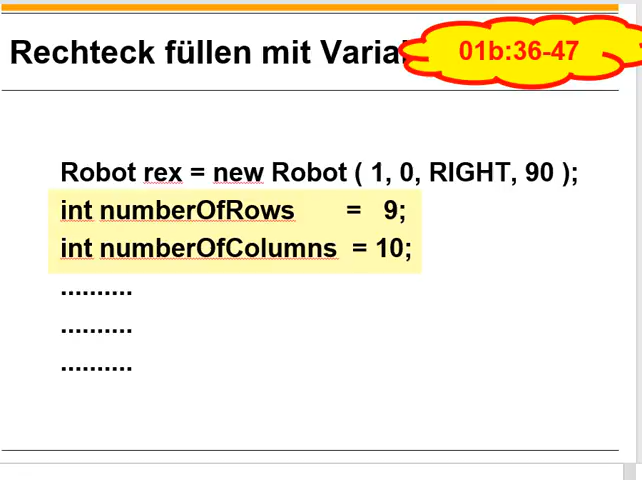 Rechteck füllen mit
01b:36-47
Robot rex = new Robot ( 1, 0, RIGHT, 90 );
int numberOfRows = 9;
int numberOfColumns = 10;
..........
..........
..........